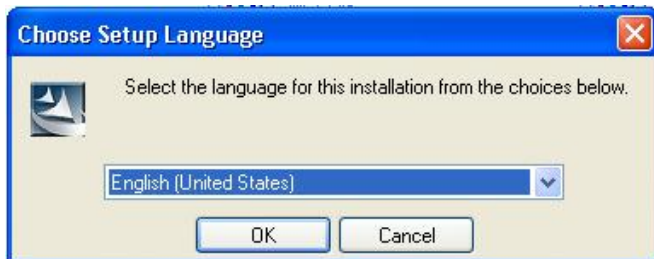 Choose Setup Language
Select the language for this installation from the choices below.
English (United States)
OK
Cancel